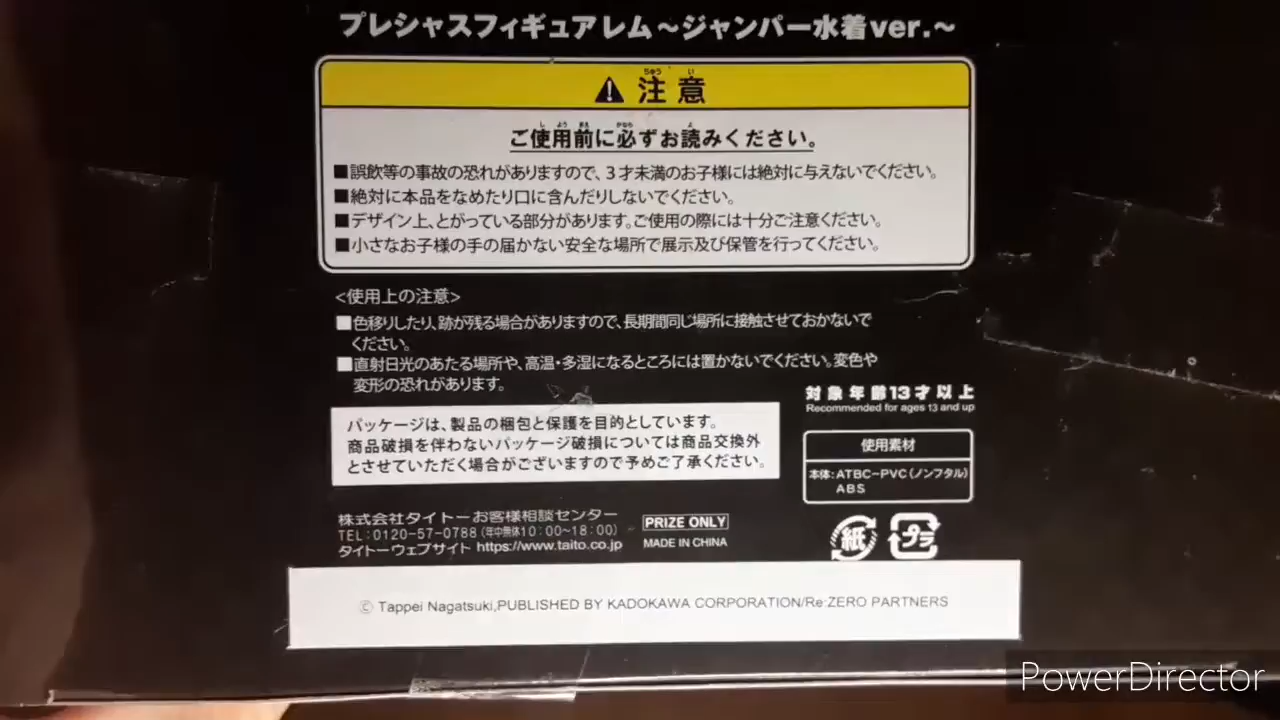 プレシャスフィギュアレム～ジャンパー水着ver.～
注意
ご使用前に必ずお読みください。
■誤飲等の事故の恐れがありますので、3才未満のお子様には絶対に与えないでください。
■絶対に本品をなめたり口に含んだりしないでください。
■デザイン上、とがっている部分があります。ご使用の際には十分ご注意ください。
■小さなお子様の手の届かない安全な場所で展示及び保管を行ってください。
<使用上の注意>
■色移りしたり、跡が残る場合がありますので、長期間同じ場所に接触させておかないで
ください。
■直射日光のあたる場所や、高温・多湿になるところには置かないでください。変色や
変形の恐れがあります。
対象年齢13才以上
Recommended for ages 13 and up
パッケージは、製品の梱包と保護を目的としています。
商品破損を伴わないパッケージ破損については商品交換外
とさせていただく場合がございますので予めご了承ください。
使用素材
本体:ATBC-PVC(ノンフタル)
ABS
株式会社タイトーお客様相談センター
TEL:0120-57-0788(年中無休10:00～18:00)
タイトーウェブサイト https://www.taito.co.jp
PRIZE ONLY
MADE IN CHINA
紙
プラ
© Tappei Nagatsuki,PUBLISHED BY KADOKAWA CORPORATION/Re:ZERO PARTNERS
PowerDirector